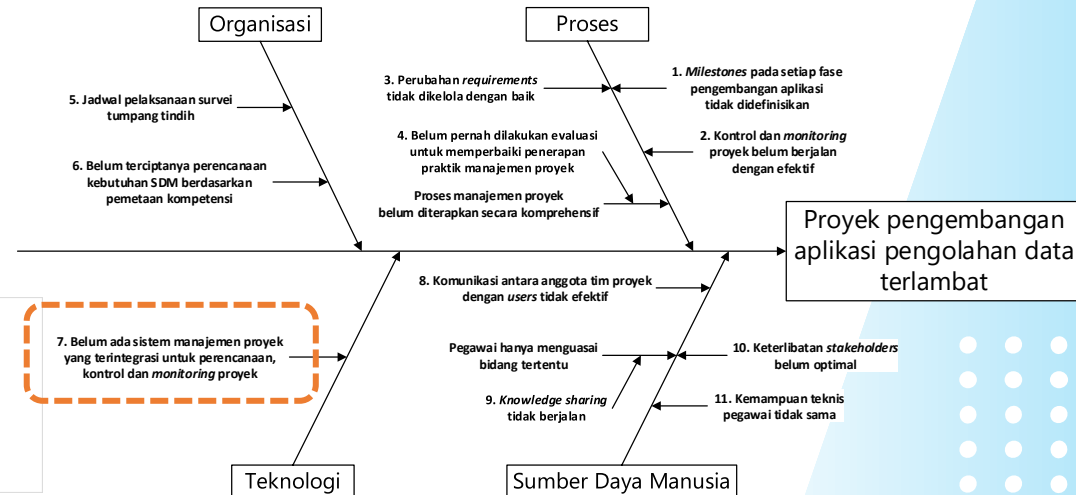 Organisasi
Proses
5. Jadwal pelaksanaan survei
tumpang tindih
6. Belum terciptanya perencanaan
kebutuhan SDM berdasarkan
pemetaan kompetensi
3. Perubahan requirements
tidak dikelola dengan baik
4. Belum pernah dilakukan evaluasi
untuk memperbaiki penerapan
praktik manajemen proyek
Proses manajemen proyek
belum diterapkan secara komprehensif
1. Milestones pada setiap fase
pengembangan aplikasi
tidak didefinisikan
2. Kontrol dan monitoring
proyek belum berjalan
dengan efektif
Proyek pengembangan
aplikasi pengolahan data
terlambat
7. Belum ada sistem manajemen proyek
yang terintegrasi untuk perencanaan,
kontrol dan monitoring proyek
8. Komunikasi antara anggota tim proyek
dengan users tidak efektif
Pegawai hanya menguasai
bidang tertentu
9. Knowledge sharing
tidak berjalan
10. Keterlibatan stakeholders
belum optimal
11. Kemampuan teknis
pegawai tidak sama
Teknologi
Sumber Daya Manusia